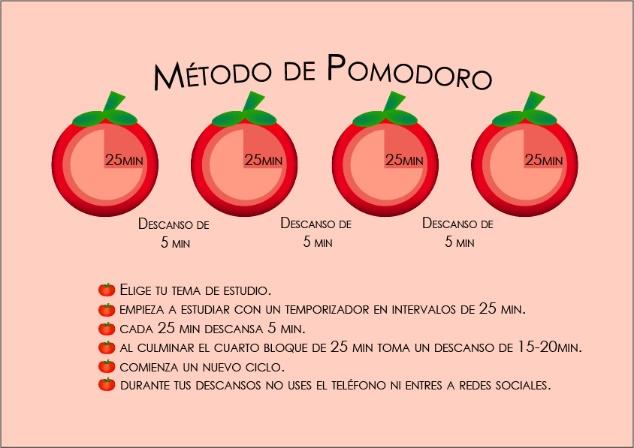 Método de Pomodoro
25min 25min 25min 25min
Descanso de 5 min
Descanso de 5 min
Descanso de 5 min
Elige tu tema de estudio.
empieza a estudiar con un temporizador en intervalos de 25 min.
cada 25 min descansa 5 min.
al culminar el cuarto bloque de 25 min toma un descanso de 15-20min.
comienza un nuevo ciclo.
durante tus descansos no uses el teléfono ni entres a redes sociales.